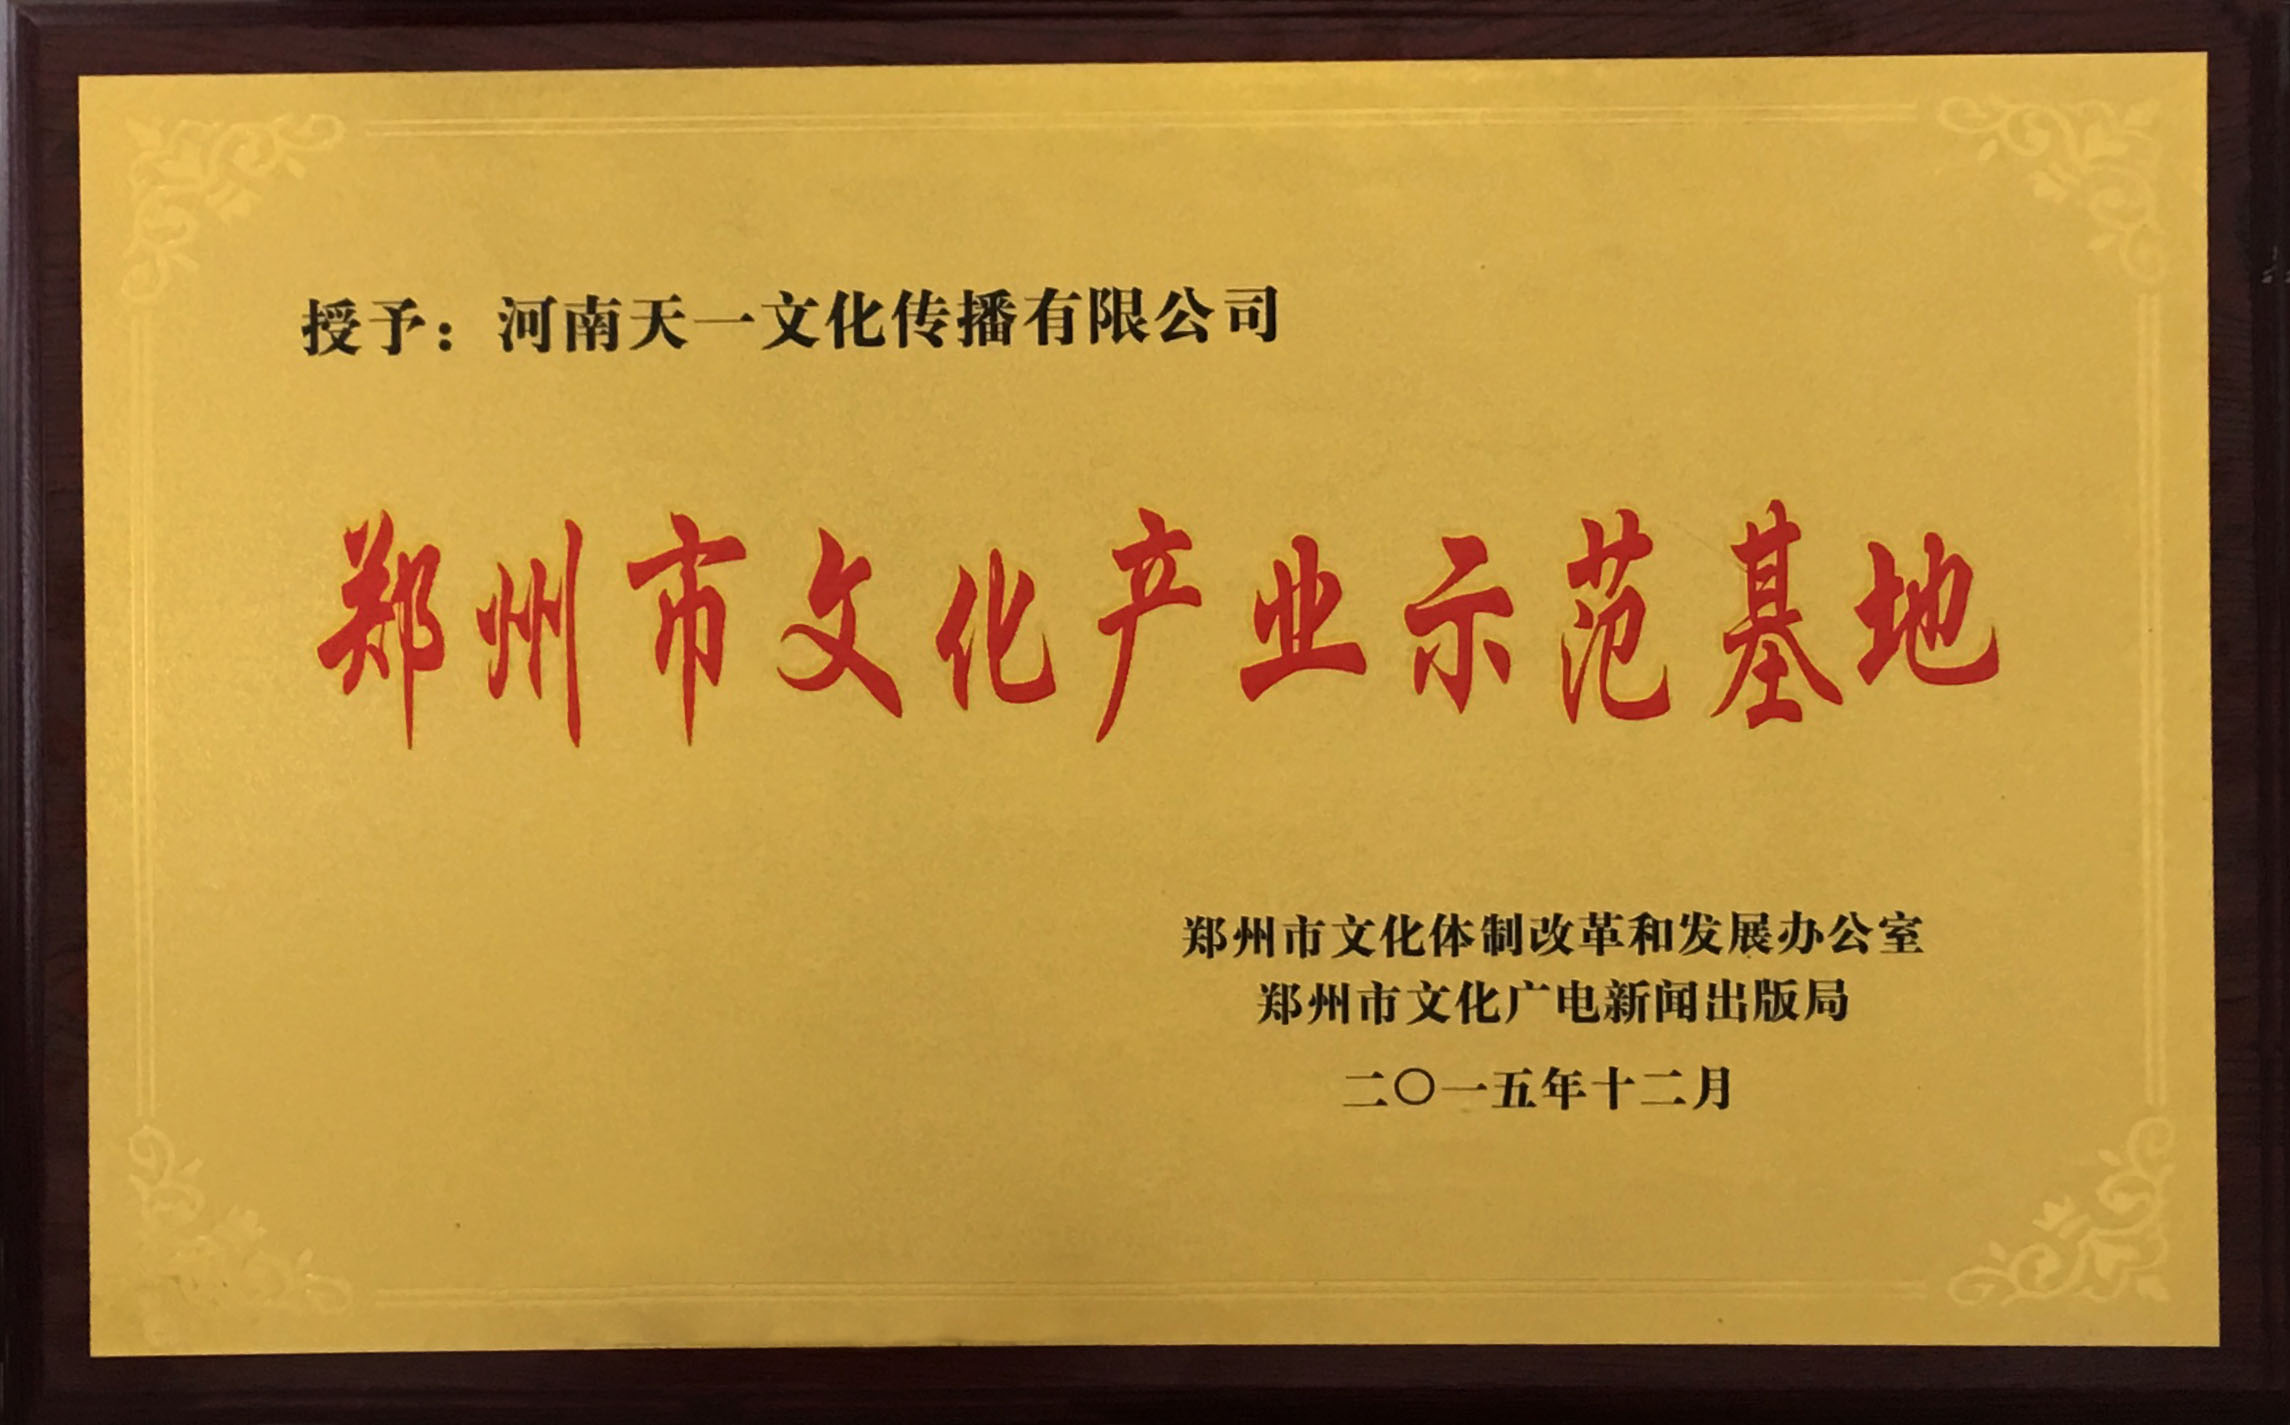 授予：河南天一文化传播有限公司
郑州市文化产业示范基地
郑州市文化体制改革和发展办公室
郑州市文化广电新闻出版局
二〇一五年十二月